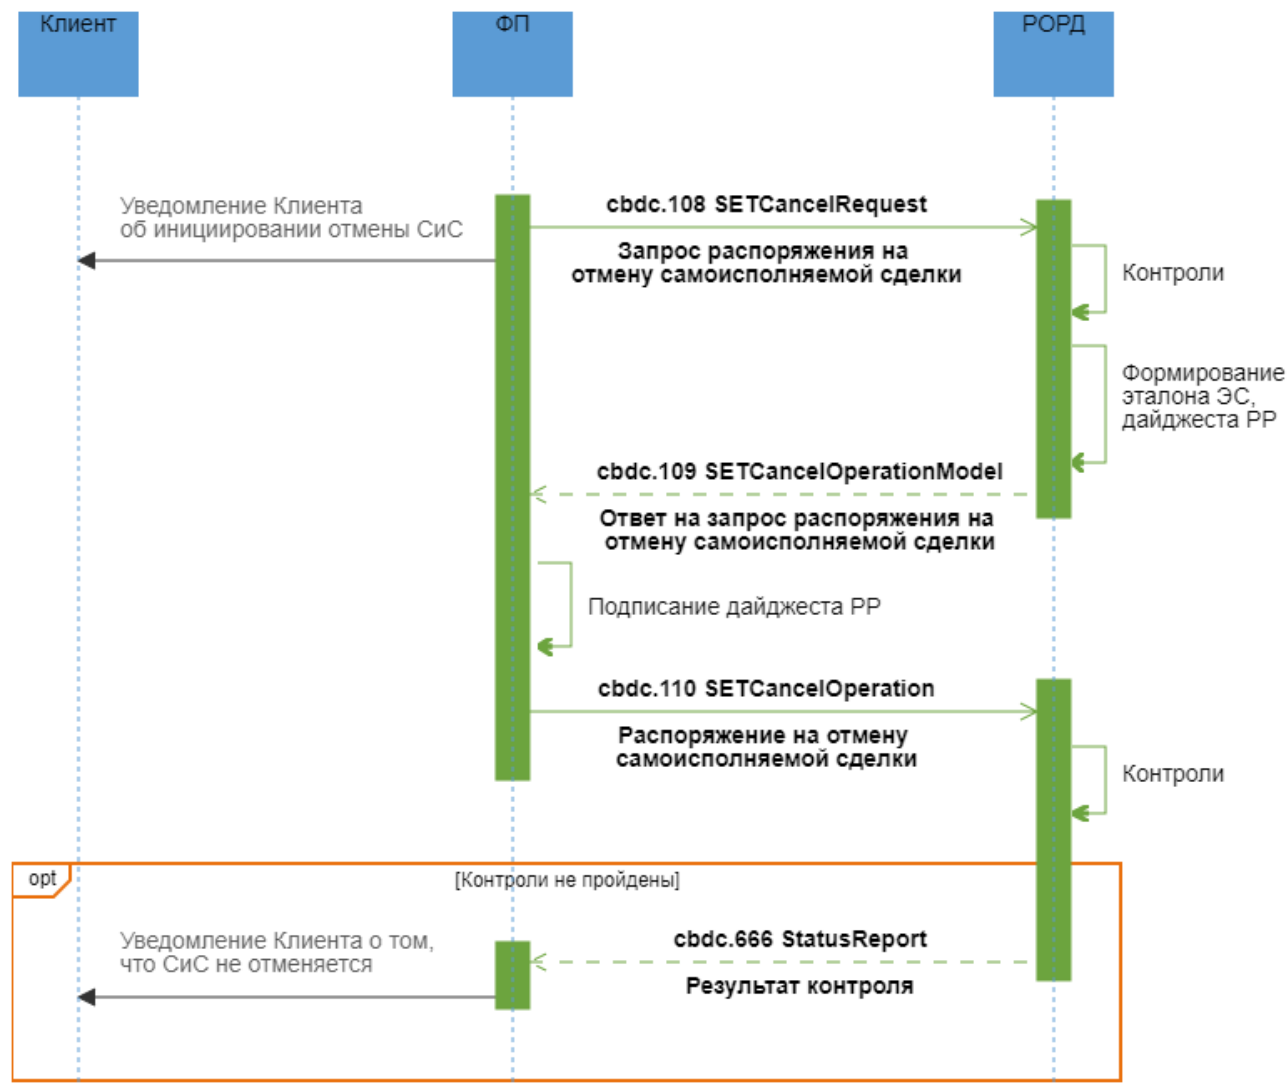 Клиент
ФП
РОРД
Уведомление Клиента
об инициировании отмены СиС
cbdc.108 SETCancelRequest
Запрос распоряжения на
отмену самоисполняемой сделки
Контроли
Формирование
эталона ЭС,
дайджеста РР
cbdc.109 SETCancelOperationModel
Ответ на запрос распоряжения на
отмену самоисполняемой сделки
Подписание дайджеста РР
cbdc.110 SETCancelOperation
Распоряжение на отмену
самоисполняемой сделки
Контроли
opt
[Контроли не пройдены]
Уведомление Клиента о том,
что СиС не отменяется
cbdc.666 StatusReport
Результат контроля